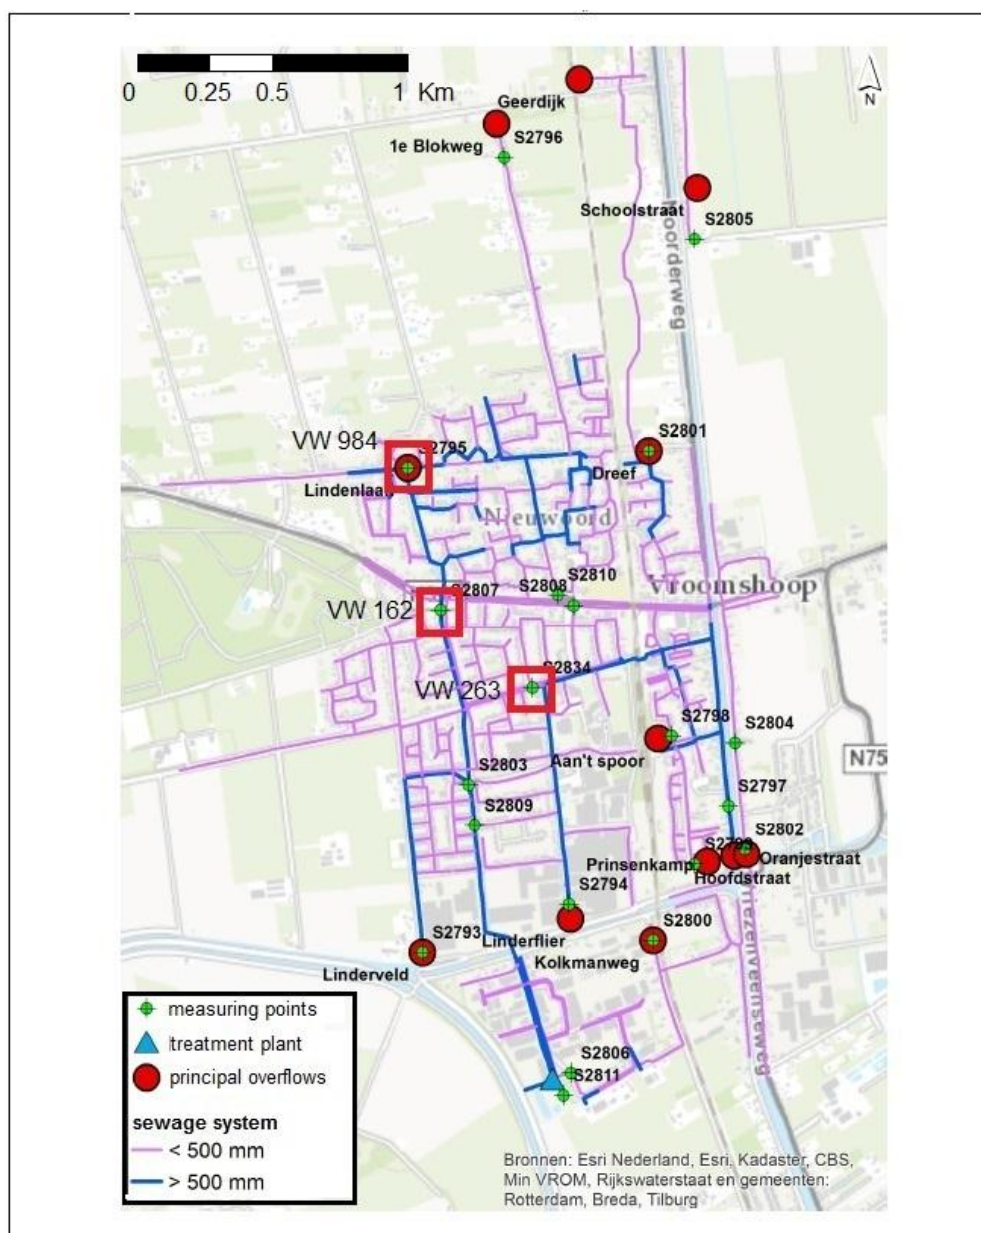 0 0.25 0.5 1 Km
N
Geerdijk
S2796
1e Blokweg
Schoolstraat
S2805
Noorderweg
VW 984
S2795
S2801
Lindenlaan
Dreef
Nieuwoord
S2810
S2808
S2807
Vroomshoop
VW 162
S2834
VW 263
S2798
S2804
Aan't spoor
N75
S2803
S2797
S2809
S2802
Prinsenkamp
Oranjestraat
Hoofdstraat
S2794
S2800
S2793
Linderflier
Kolkmanweg
Linderveld
measuring points
treatment plant
principal overflows
sewage system
< 500 mm
> 500 mm
S2806
S2811
Bronnen: Esri Nederland, Esri, Kadaster, CBS,
Min VROM, Rijkswaterstaat en gemeenten:
Rotterdam, Breda, Tilburg